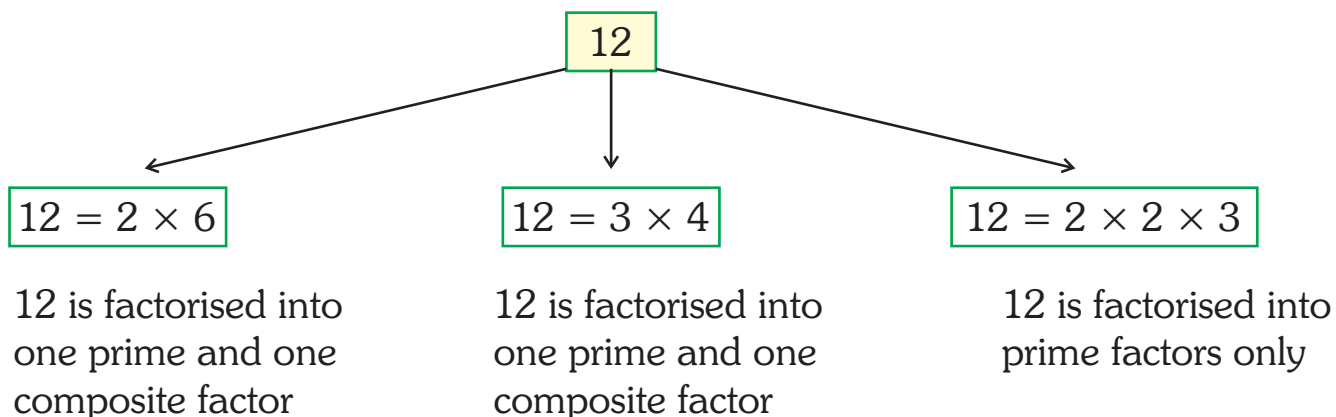 12
12 = 2 × 6
12 = 3 × 4
12 = 2 × 2 × 3
12 is factorised into
one prime and one
composite factor
12 is factorised into
one prime and one
composite factor
12 is factorised into
prime factors only